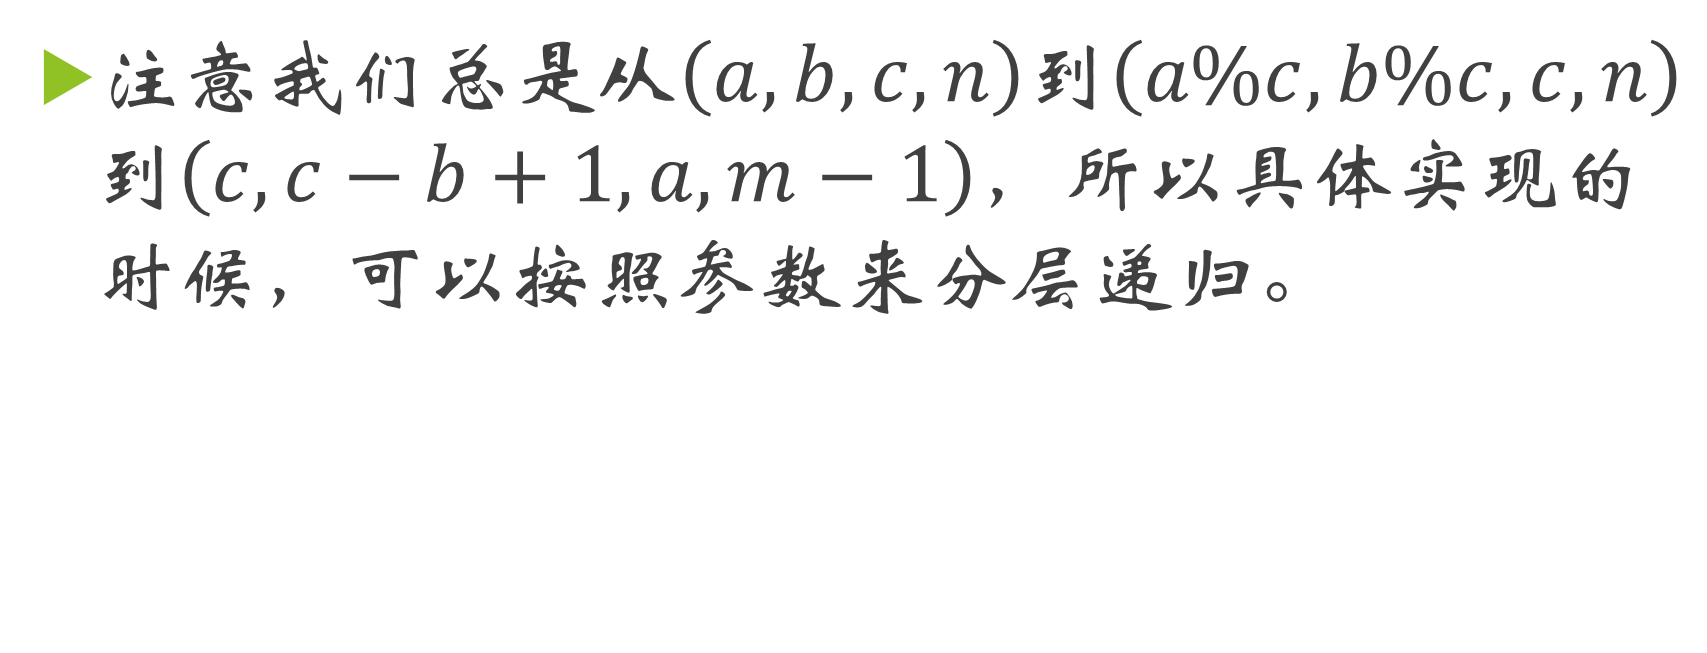 注意我们总是从(a, b, c, n)到(a%c, b%c, c, n)
到(c, c − b + 1, a, m − 1)，所以具体实现的
时候，可以按照参数来分层递归。